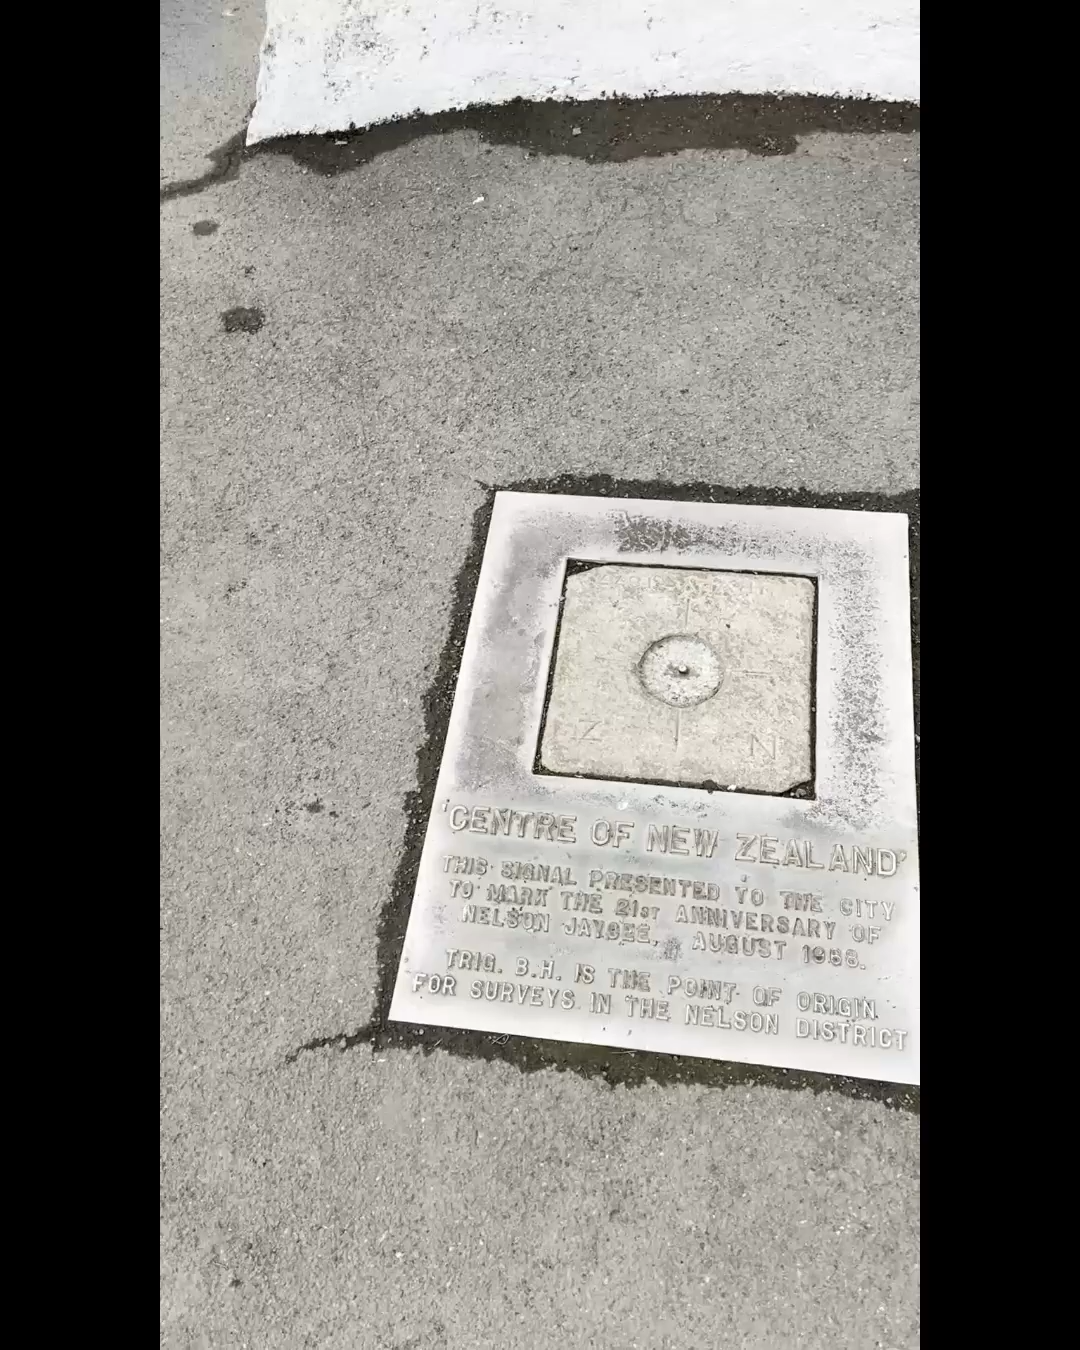 Z N
'CENTRE OF NEW ZEALAND'
THIS SIGNAL PRESENTED TO THE CITY
TO MARK THE 21ST ANNIVERSARY OF
NELSON JAYCEE, AUGUST 1968.
TRIG. B.H. IS THE POINT OF ORIGIN
FOR SURVEYS IN THE NELSON DISTRICT